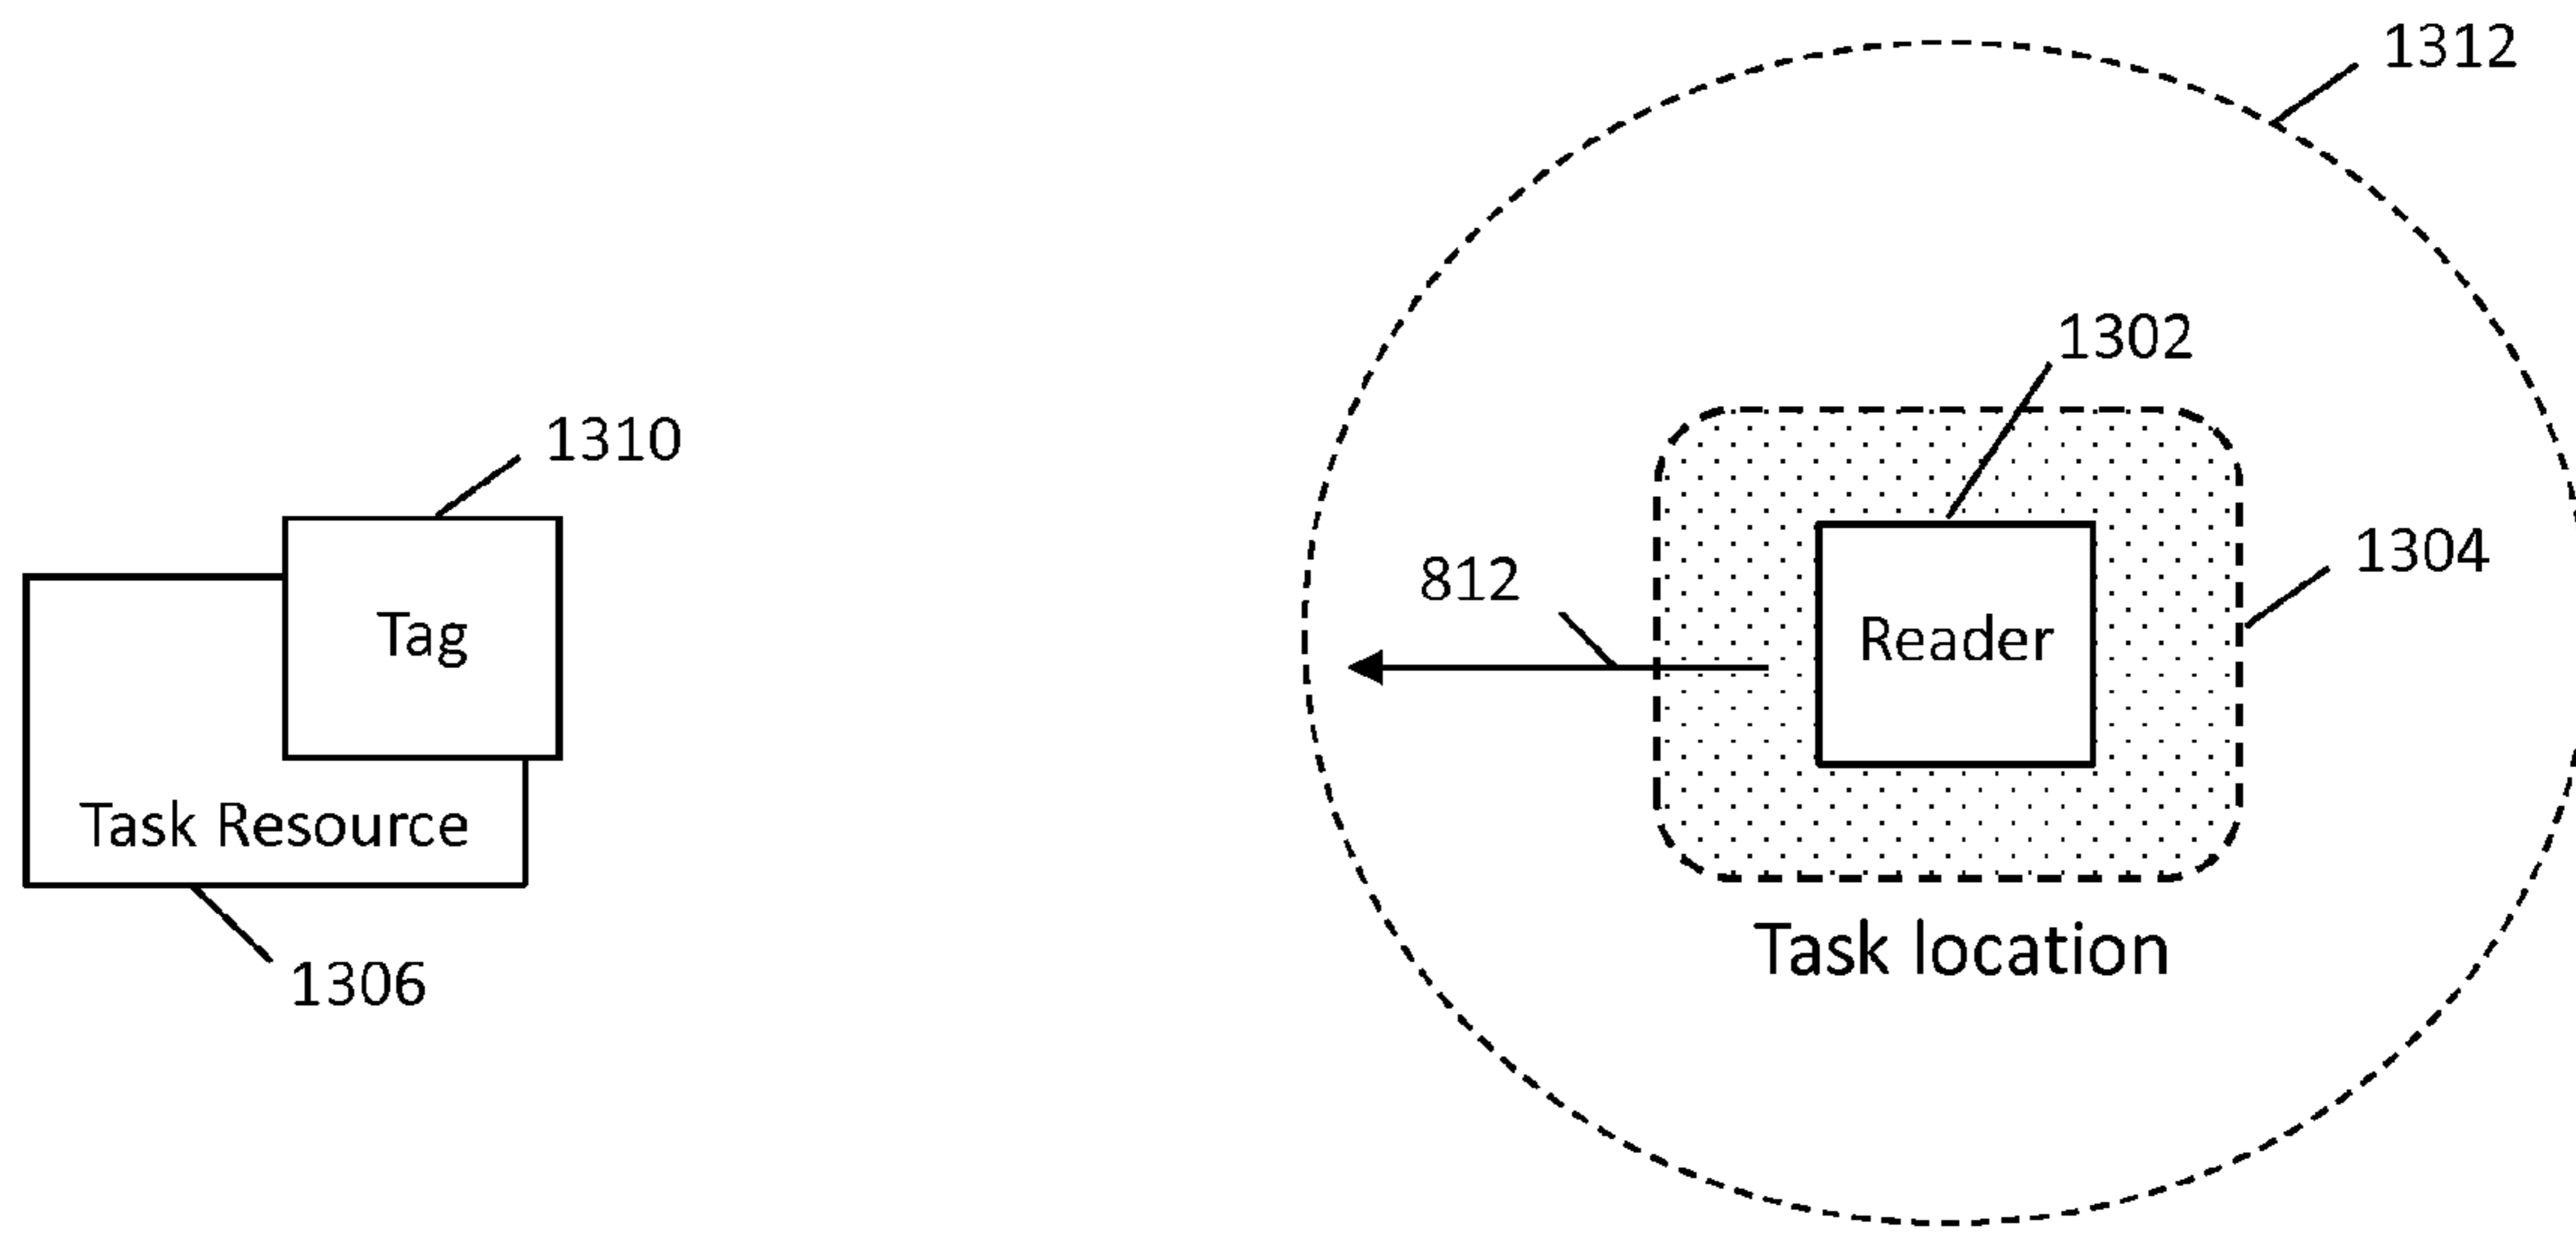 1312
1302
1310
1304
812
Tag
Reader
Task Resource
Task location
1306